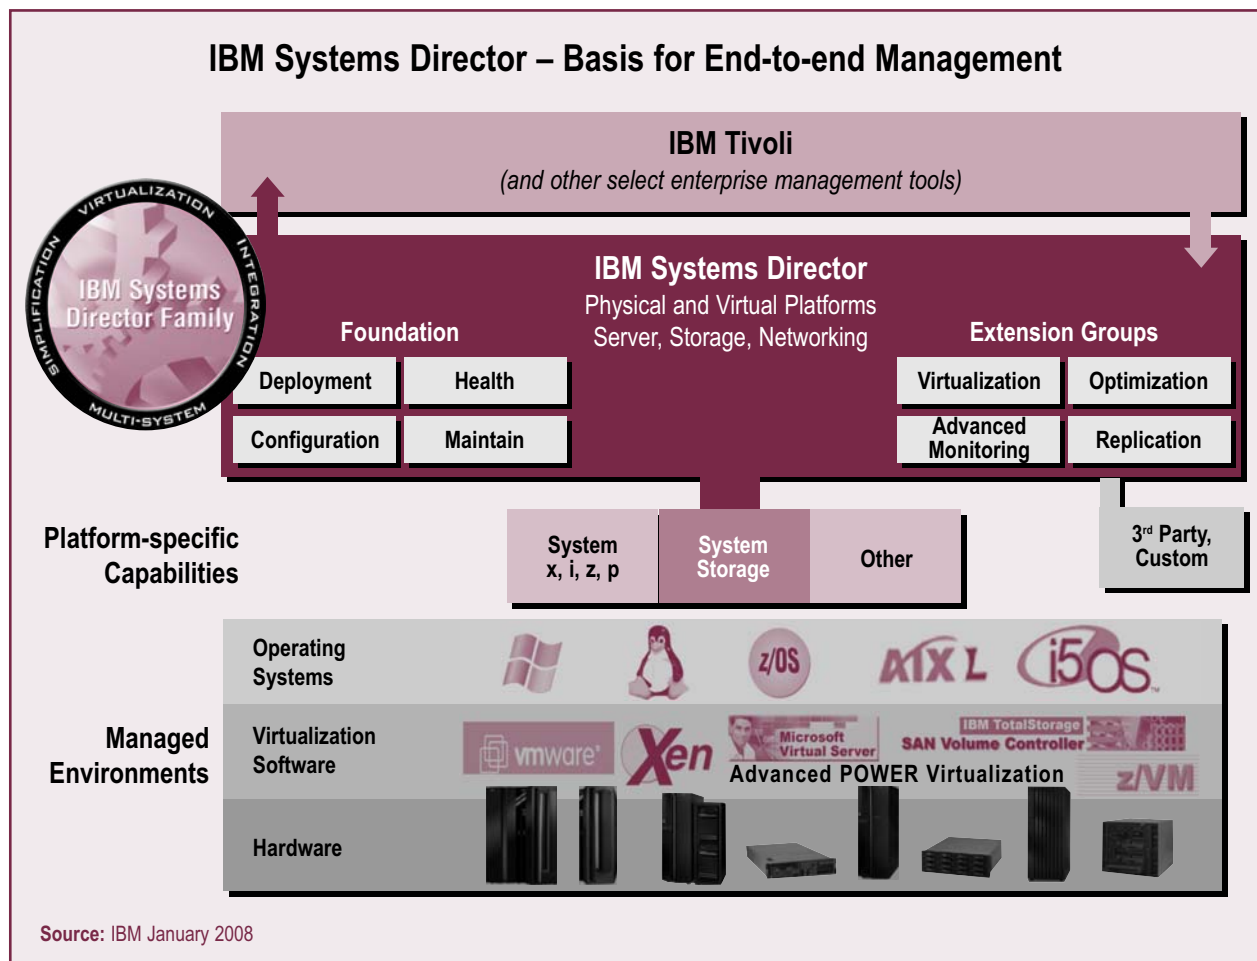 IBM Systems Director – Basis for End-to-end Management
IBM Tivoli
(and other select enterprise management tools)
SIMPLIFICATION
VIRTUALIZATION
INTEGRATION
MULTI-SYSTEM
IBM Systems
Director Family
IBM Systems Director
Physical and Virtual Platforms
Server, Storage, Networking
Foundation
Deployment
Health
Configuration
Maintain
Extension Groups
Virtualization
Optimization
Advanced
Monitoring
Replication
Platform-specific
Capabilities
System
x, i, z, p
System
Storage
Other
3rd Party,
Custom
Managed
Environments
Operating
Systems
z/OS
AIX L
i5OS™
Virtualization
Software
vmware®
Xen
Microsoft
Virtual Server
IBM TotalStorage
SAN Volume Controller
Advanced POWER Virtualization
z/VM
Hardware
Source: IBM January 2008